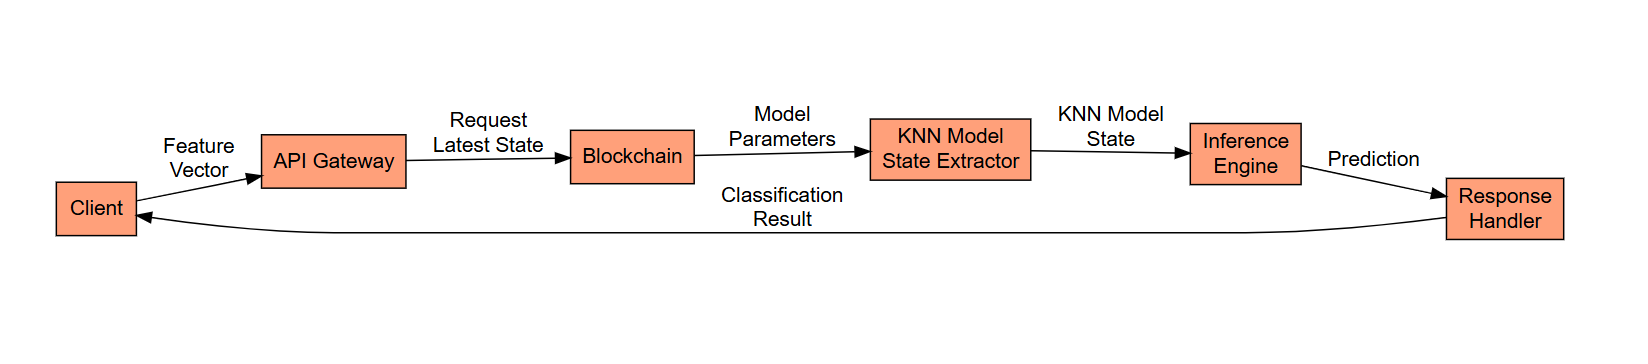 Client
Feature
Vector
API Gateway
Request
Latest State
Blockchain
Model
Parameters
KNN Model
State Extractor
KNN Model
State
Inference
Engine
Prediction
Response
Handler
Classification
Result